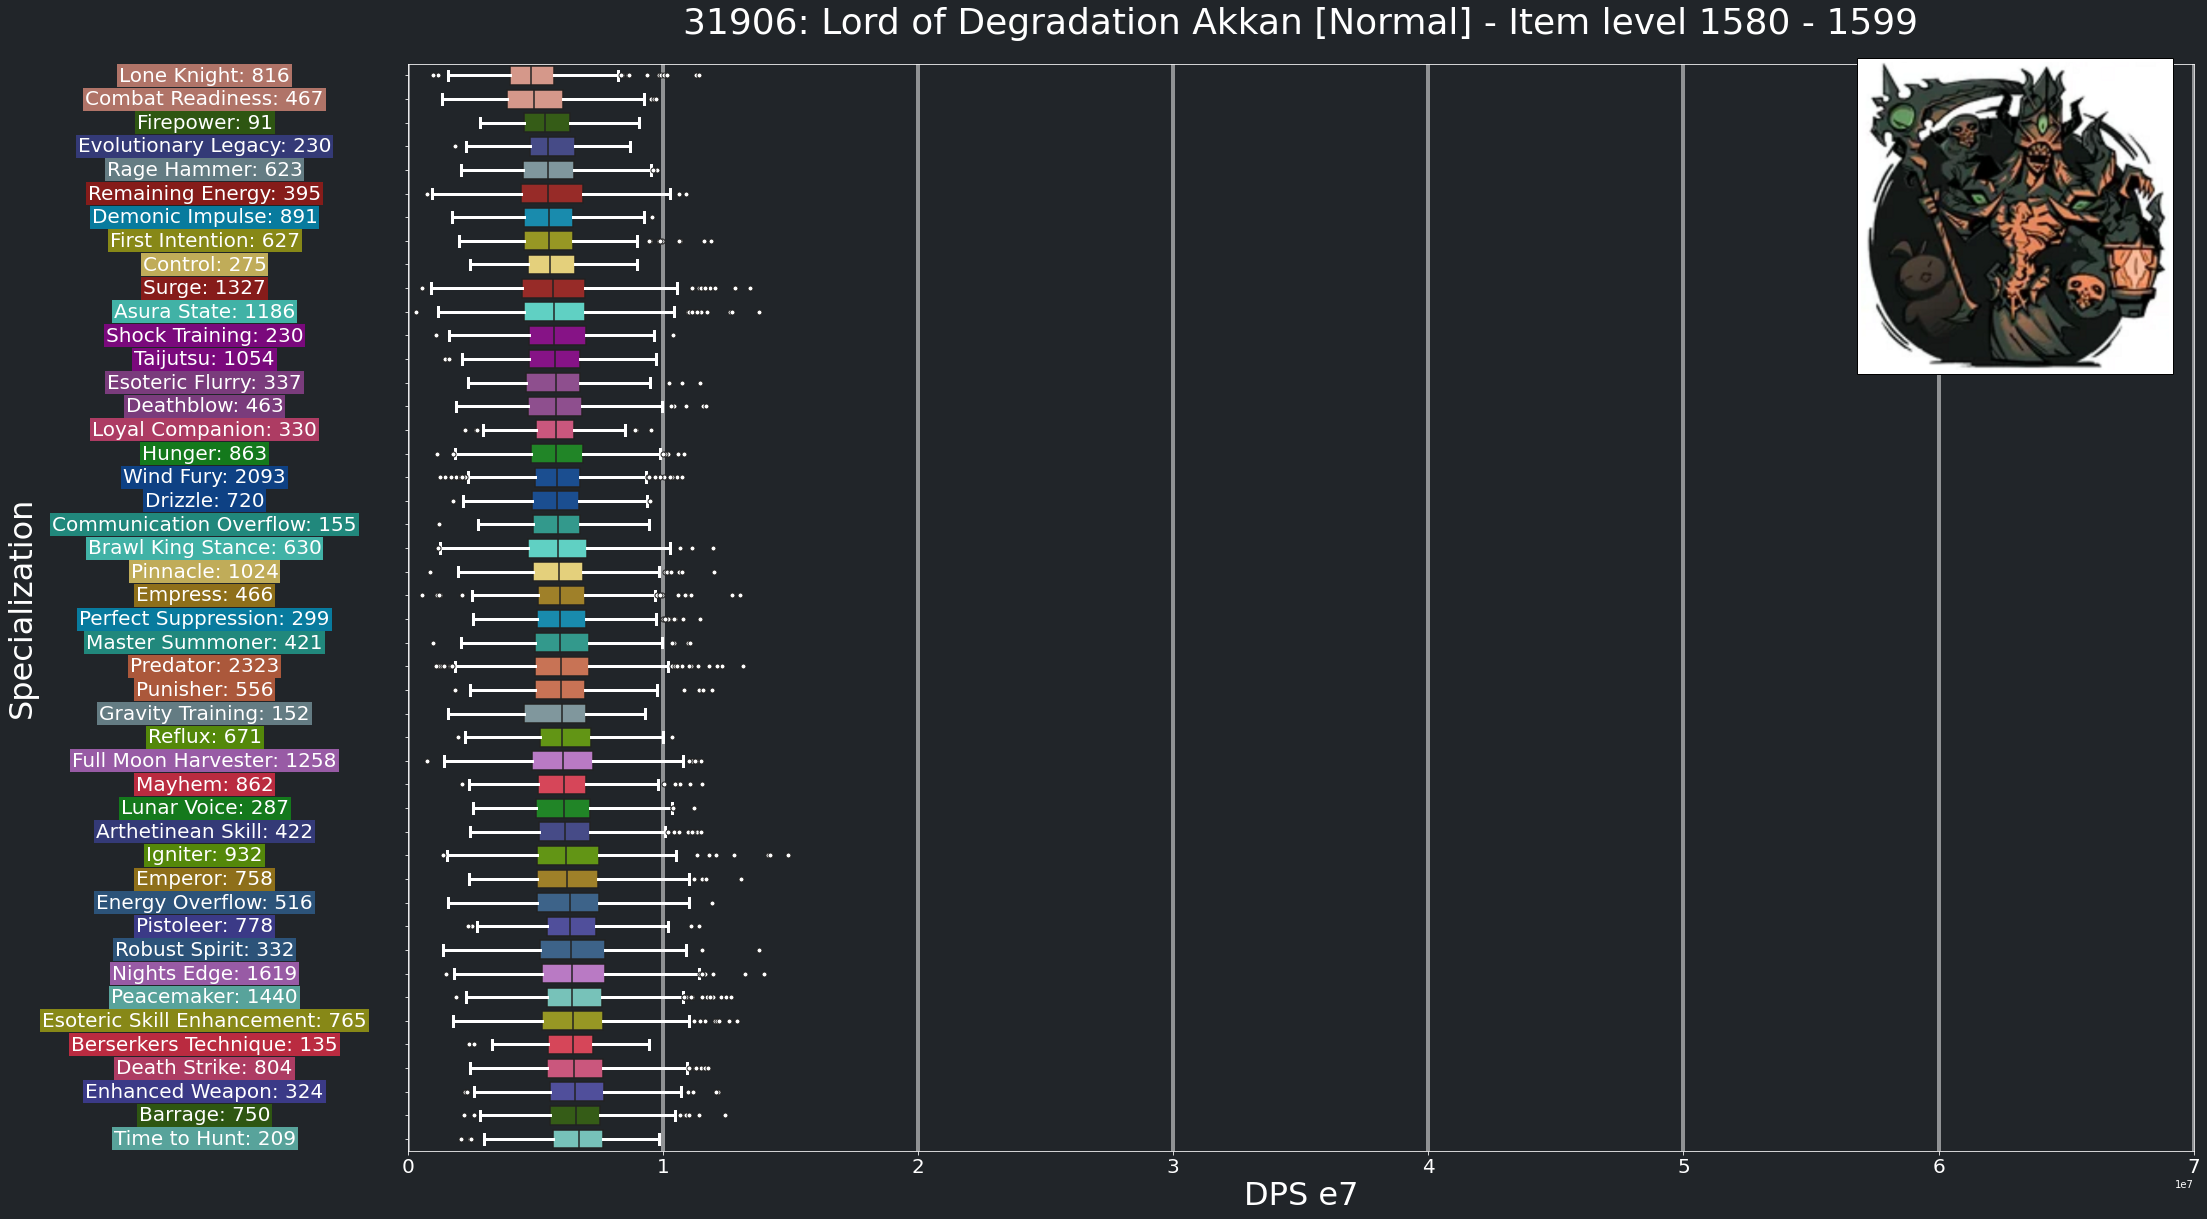 31906: Lord of Degradation Akkan [Normal] - Item level 1580 - 1599
Lone Knight: 816
Combat Readiness: 467
Firepower: 91
Evolutionary Legacy: 230
Rage Hammer: 623
Remaining Energy: 395
Demonic Impulse: 891
First Intention: 627
Control: 275
Surge: 1327
Asura State: 1186
Shock Training: 230
Taijutsu: 1054
Esoteric Flurry: 337
Deathblow: 463
Loyal Companion: 330
Hunger: 863
Wind Fury: 2093
Drizzle: 720
Communication Overflow: 155
Brawl King Stance: 630
Pinnacle: 1024
Empress: 466
Perfect Suppression: 299
Master Summoner: 421
Predator: 2323
Punisher: 556
Gravity Training: 152
Reflux: 671
Full Moon Harvester: 1258
Mayhem: 862
Lunar Voice: 287
Arthetinean Skill: 422
Igniter: 932
Emperor: 758
Energy Overflow: 516
Pistoleer: 778
Robust Spirit: 332
Nights Edge: 1619
Peacemaker: 1440
Esoteric Skill Enhancement: 765
Berserkers Technique: 135
Death Strike: 804
Enhanced Weapon: 324
Barrage: 750
Time to Hunt: 209
Specialization
0 1 2 3 4 5 6 7
1e7
DPS e7